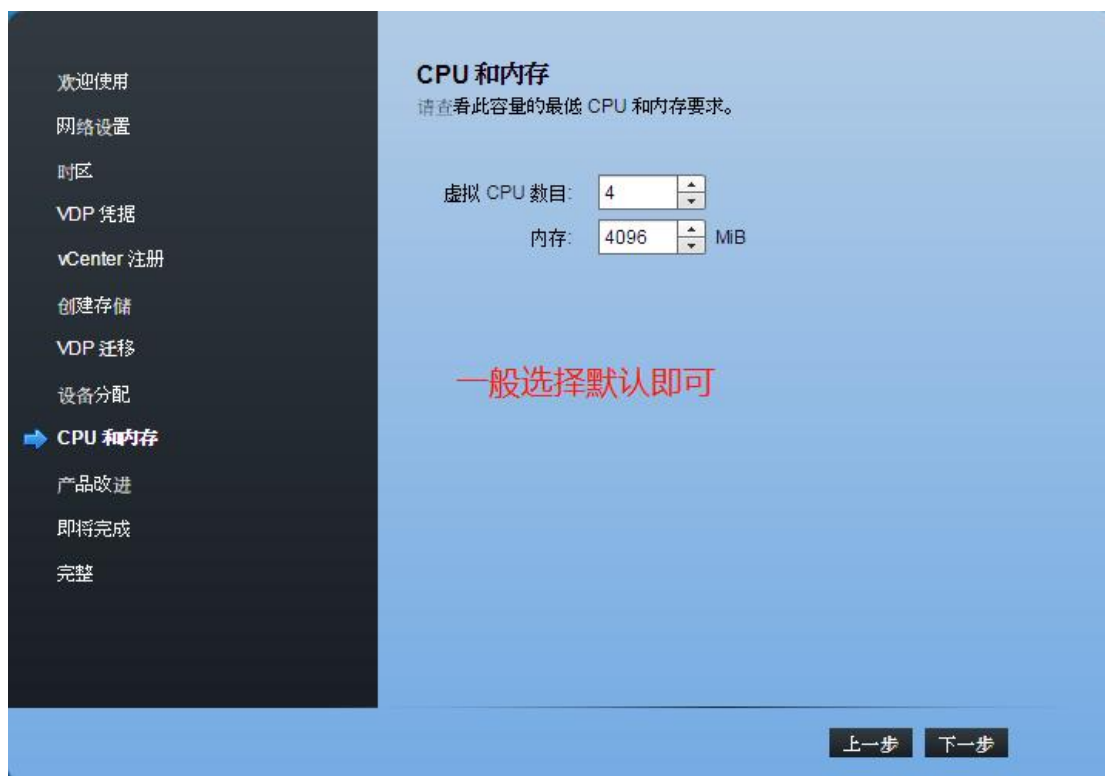 欢迎使用
网络设置
时区
VDP 凭据
vCenter 注册
创建存储
VDP 迁移
设备分配
CPU 和内存
产品改进
即将完成
完整
CPU 和内存
请查看此容量的最低 CPU 和内存要求。
虚拟 CPU 数目: 4
内存: 4096 MiB
一般选择默认即可
上一步 下一步